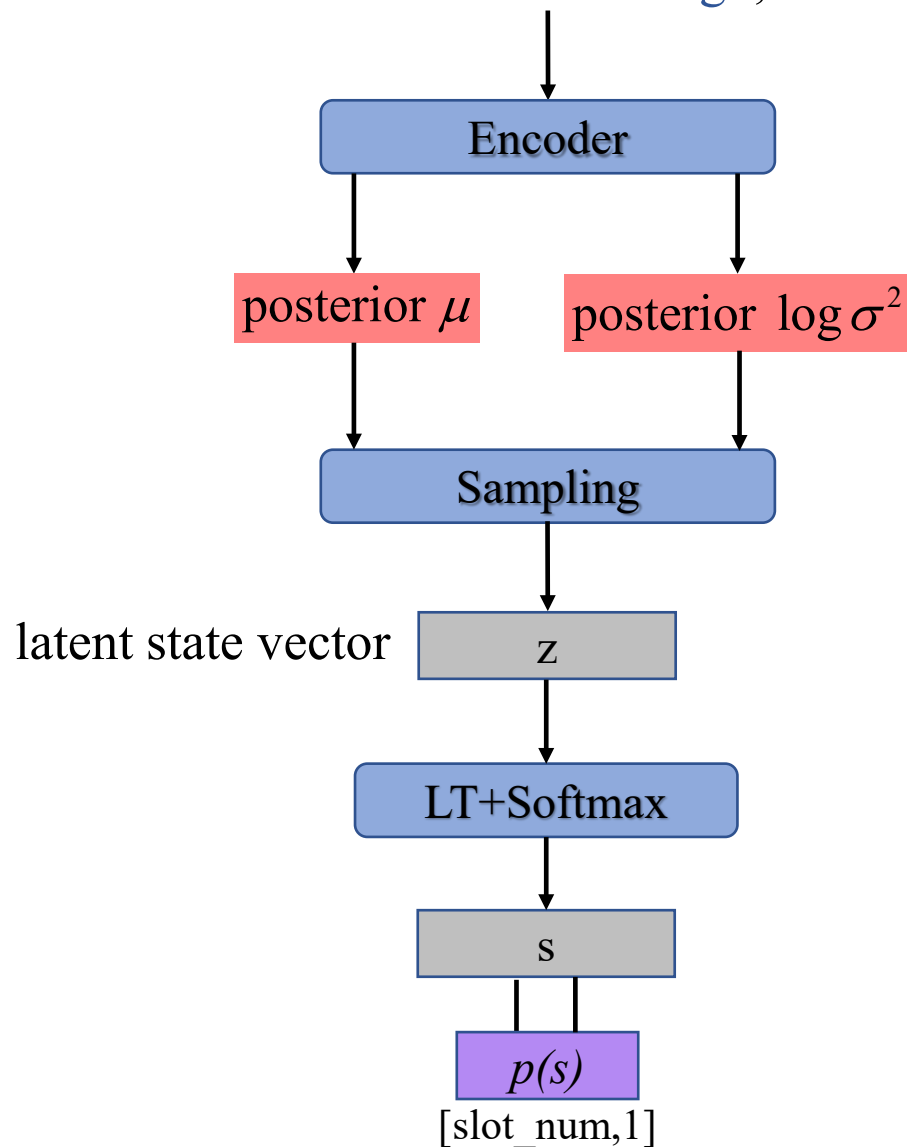 Encoder
posterior μ
posterior log σ²
Sampling
latent state vector
z
LT+Softmax
s
p(s)
[slot_num,1]